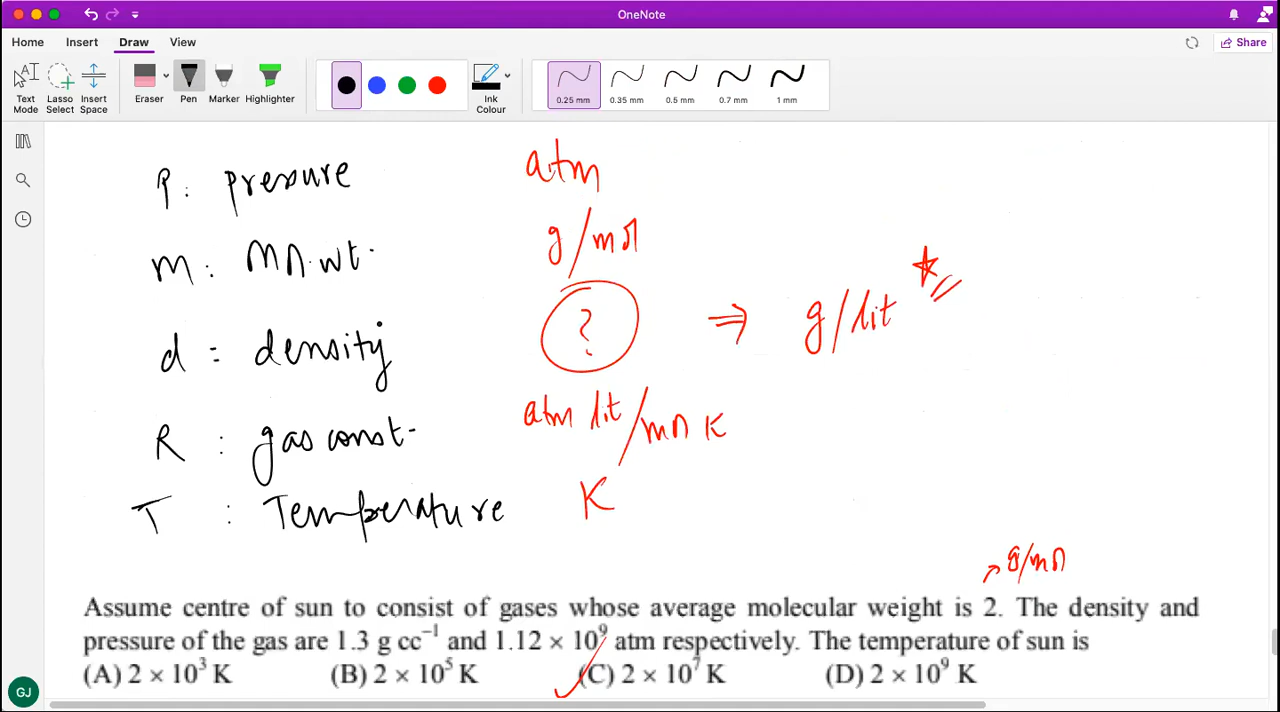 OneNote
Home Insert Draw View Share
Text Mode Lasso Select Insert Space Eraser Pen Marker Highlighter Ink Colour 0.25 mm 0.35 mm 0.5 mm 0.7 mm 1 mm
P : pressure atm
m : Mol. wt. g/mol
d : density ? ⇒ g/lit
R : gas const. atm lit/mol K
T : Temperature K
g/mol
Assume centre of sun to consist of gases whose average molecular weight is 2. The density and
pressure of the gas are 1.3 g cc⁻¹ and 1.12 × 10⁹ atm respectively. The temperature of sun is
(A) 2 × 10³ K (B) 2 × 10⁵ K (C) 2 × 10⁷ K (D) 2 × 10⁹ K
GJ